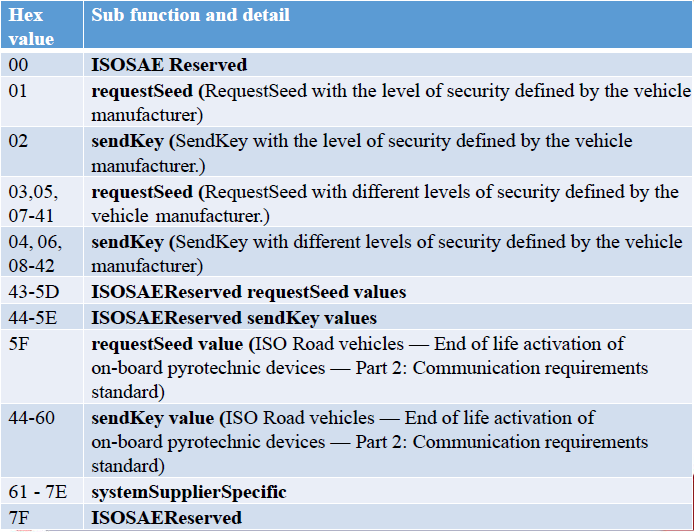 Hex Sub function and detail
value
00 ISOSAE Reserved
01 requestSeed (RequestSeed with the level of security defined by the vehicle
manufacturer)
02 sendKey (SendKey with the level of security defined by the vehicle
manufacturer.)
03,05, requestSeed (RequestSeed with different levels of security defined by the
07-41 vehicle manufacturer.)
04, 06, sendKey (SendKey with different levels of security defined by the vehicle
08-42 manufacturer)
43-5D ISOSAEReserved requestSeed values
44-5E ISOSAEReserved sendKey values
5F requestSeed value (ISO Road vehicles — End of life activation of
on-board pyrotechnic devices — Part 2: Communication requirements
standard)
44-60 sendKey value (ISO Road vehicles — End of life activation of
on-board pyrotechnic devices — Part 2: Communication requirements
standard)
61 - 7E systemSupplierSpecific
7F ISOSAEReserved